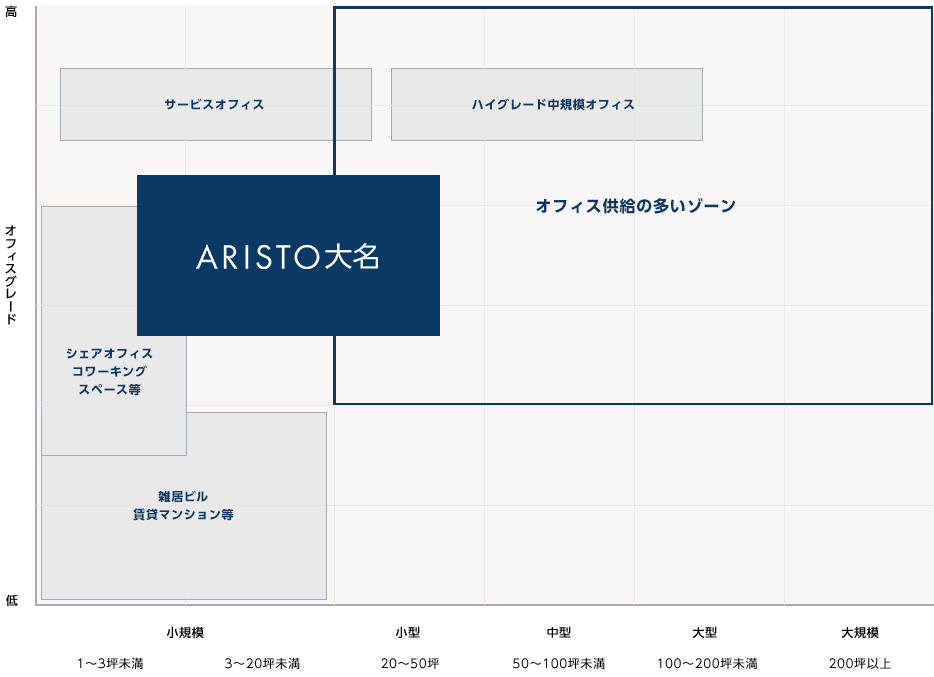 高
サービスオフィス
ハイグレード中規模オフィス
オフィス供給の多いゾーン
オフィスグレード
ARISTO大名
シェアオフィス
コワーキング
スペース等
雑居ビル
賃貸マンション等
低
小規模
小型
中型
大型
大規模
1〜3坪未満
3〜20坪未満
20〜50坪
50〜100坪未満
100〜200坪未満
200坪以上